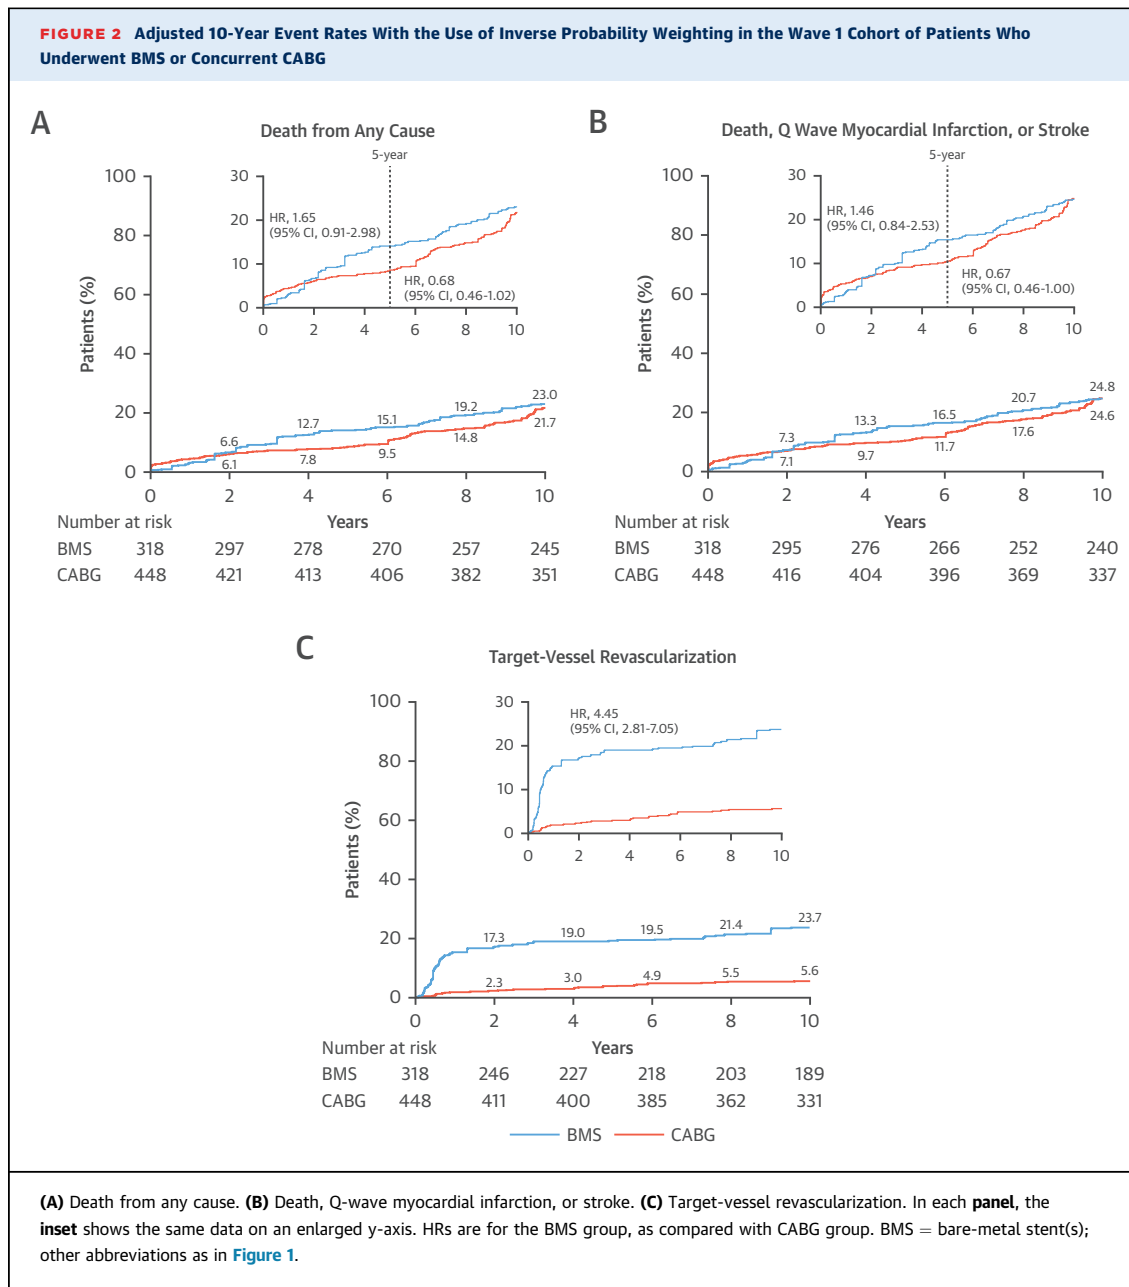 FIGURE 2 Adjusted 10-Year Event Rates With the Use of Inverse Probability Weighting in the Wave 1 Cohort of Patients Who
Underwent BMS or Concurrent CABG
A
Death from Any Cause
5-year
Patients (%)
100
80
60
40
20
0
30
20
10
0
HR, 1.65
(95% CI, 0.91-2.98)
HR, 0.68
(95% CI, 0.46-1.02)
0 2 4 6 8 10
6.6 12.7 15.1 19.2 23.0
6.1 7.8 9.5 14.8 21.7
0 2 4 6 8 10
Number at risk Years
BMS 318 297 278 270 257 245
CABG 448 421 413 406 382 351
B
Death, Q Wave Myocardial Infarction, or Stroke
5-year
Patients (%)
100
80
60
40
20
0
30
20
10
0
HR, 1.46
(95% CI, 0.84-2.53)
HR, 0.67
(95% CI, 0.46-1.00)
0 2 4 6 8 10
7.3 13.3 16.5 20.7 24.8
7.1 9.7 11.7 17.6 24.6
0 2 4 6 8 10
Number at risk Years
BMS 318 295 276 266 252 240
CABG 448 416 404 396 369 337
C
Target-Vessel Revascularization
Patients (%)
100
80
60
40
20
0
30
20
10
0
HR, 4.45
(95% CI, 2.81-7.05)
0 2 4 6 8 10
17.3 19.0 19.5 21.4 23.7
2.3 3.0 4.9 5.5 5.6
0 2 4 6 8 10
Number at risk Years
BMS 318 246 227 218 203 189
CABG 448 411 400 385 362 331
BMS CABG
(A) Death from any cause. (B) Death, Q-wave myocardial infarction, or stroke. (C) Target-vessel revascularization. In each panel, the
inset shows the same data on an enlarged y-axis. HRs are for the BMS group, as compared with CABG group. BMS = bare-metal stent(s);
other abbreviations as in Figure 1.